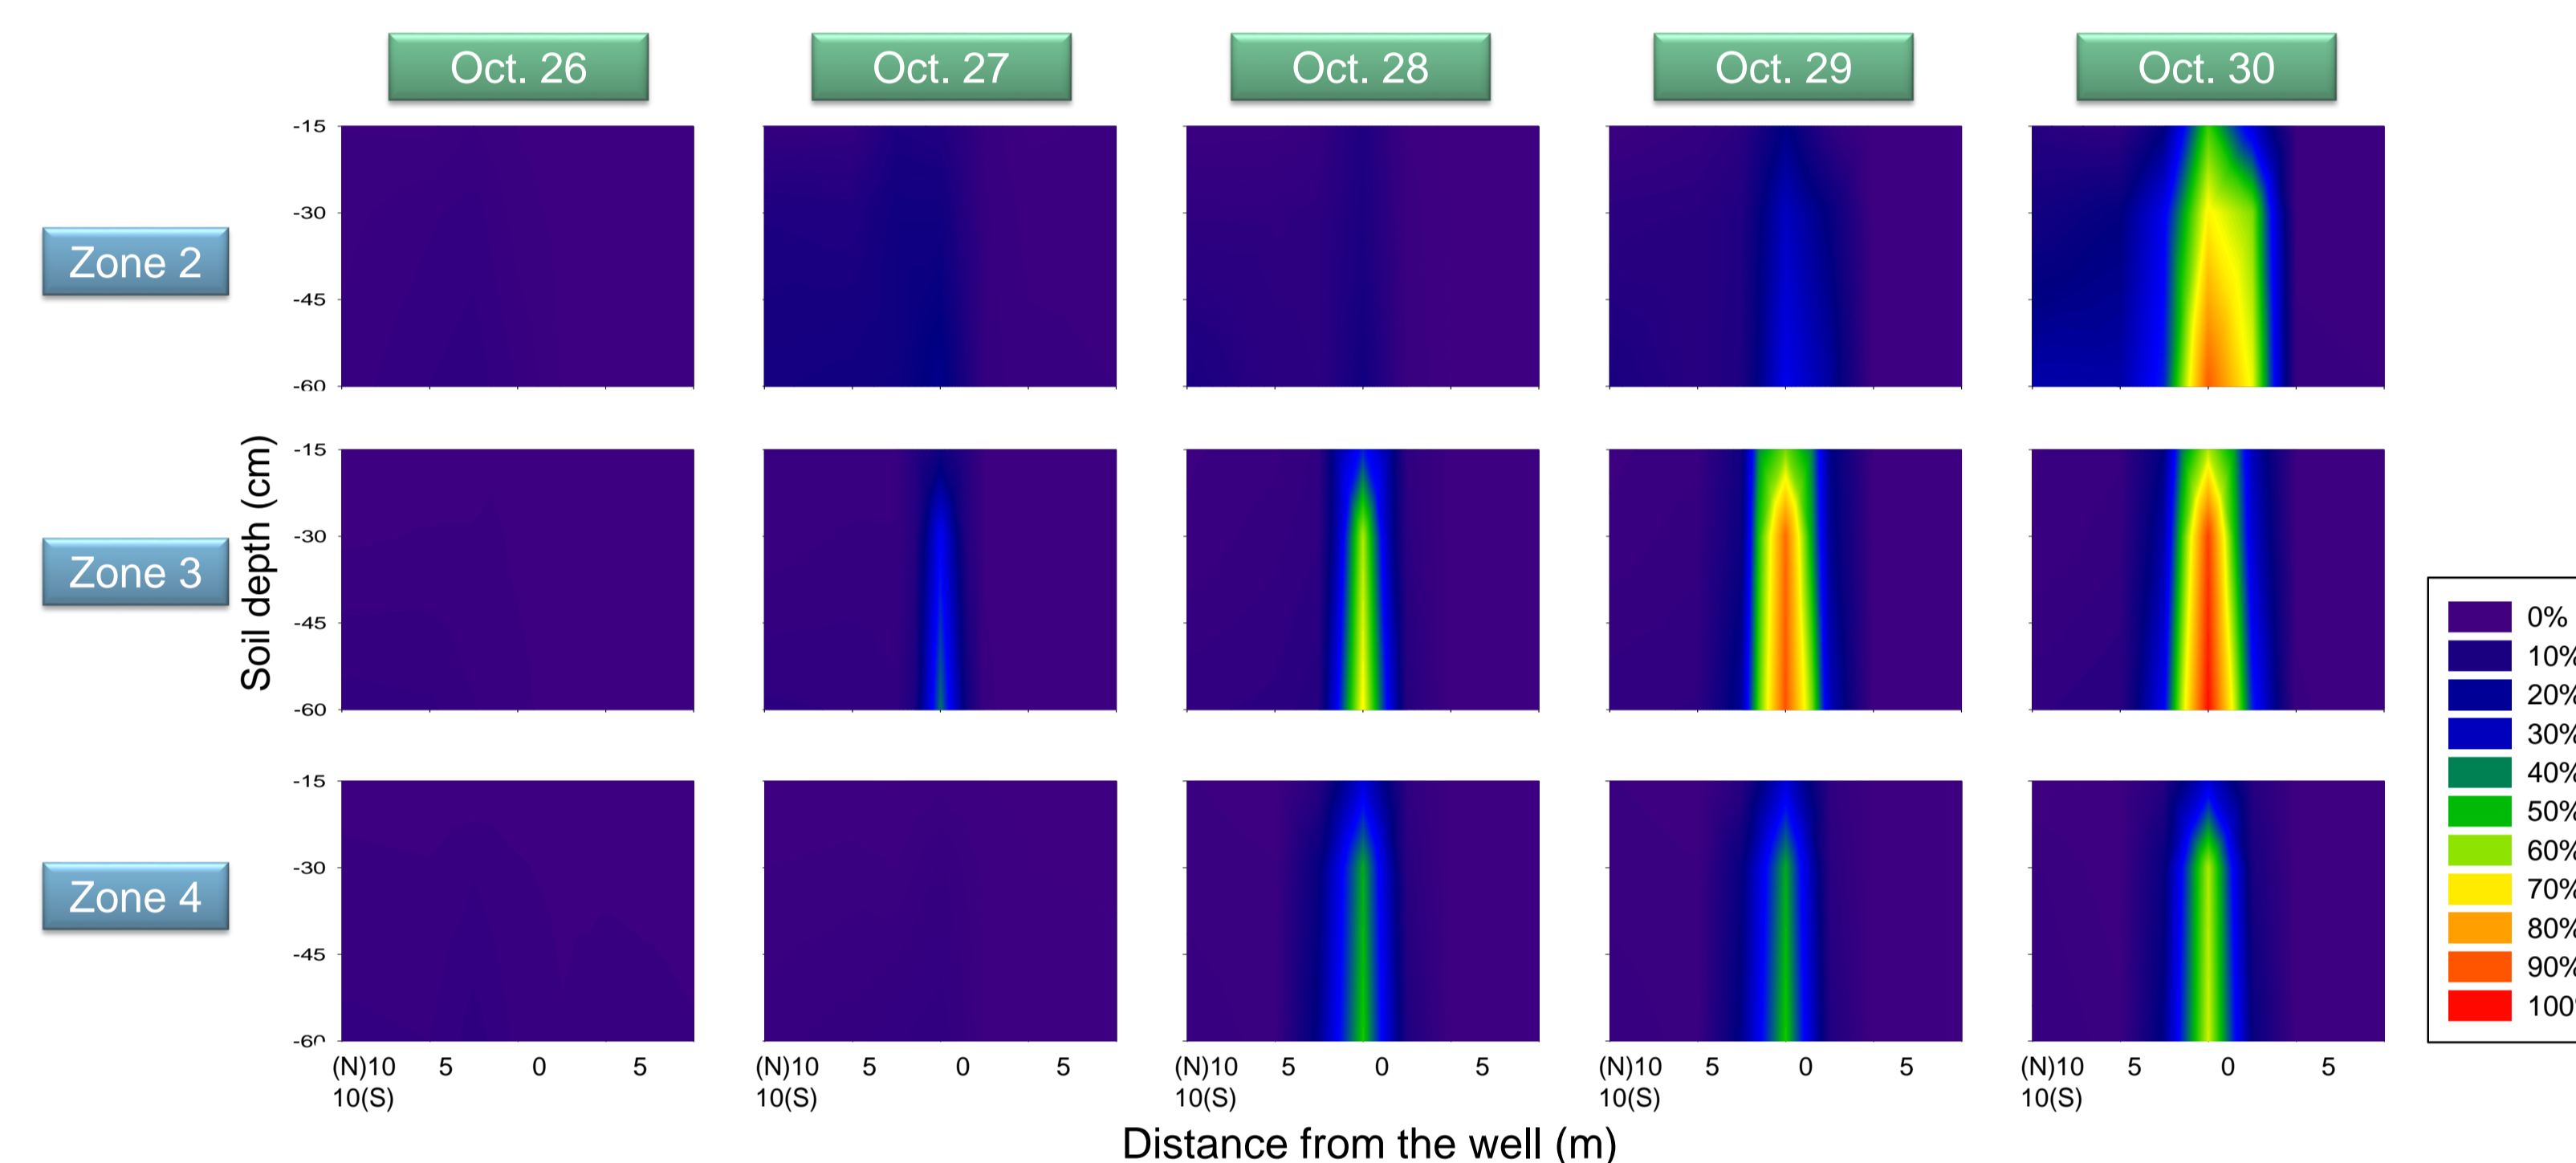 Oct. 26 Oct. 27 Oct. 28 Oct. 29 Oct. 30
Zone 2
-15
-30
-45
-60
Zone 3
Soil depth (cm)
-15
-30
-45
-60
Zone 4
-15
-30
-45
-60
(N)10 5 0 5 (N)10 5 0 5 (N)10 5 0 5 (N)10 5 0 5 (N)10 5 0 5
10(S) 10(S) 10(S) 10(S) 10(S)
Distance from the well (m)
0%
10%
20%
30%
40%
50%
60%
70%
80%
90%
100%